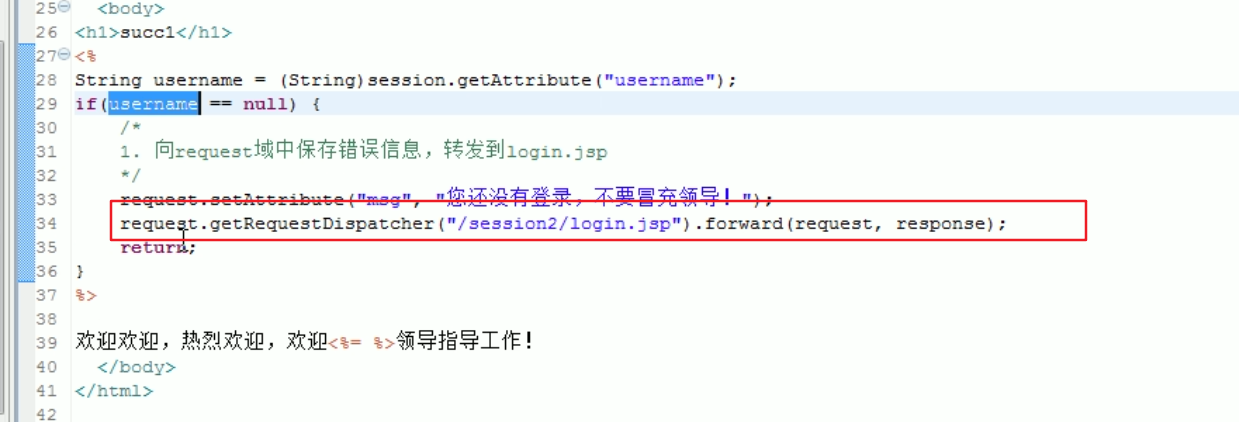 25 <body>
26 <h1>succ1</h1>
27 <%
28 String username = (String)session.getAttribute("username");
29 if(username == null) {
30 /*
31 1. 向request域中保存错误信息，转发到login.jsp
32 */
33 request.setAttribute("msg", "您还没有登录，不要冒充领导！");
34 request.getRequestDispatcher("/session2/login.jsp").forward(request, response);
35 return;
36 }
37 %>
38
39 欢迎欢迎，热烈欢迎，欢迎<%= %>领导指导工作！
40 </body>
41 </html>
42